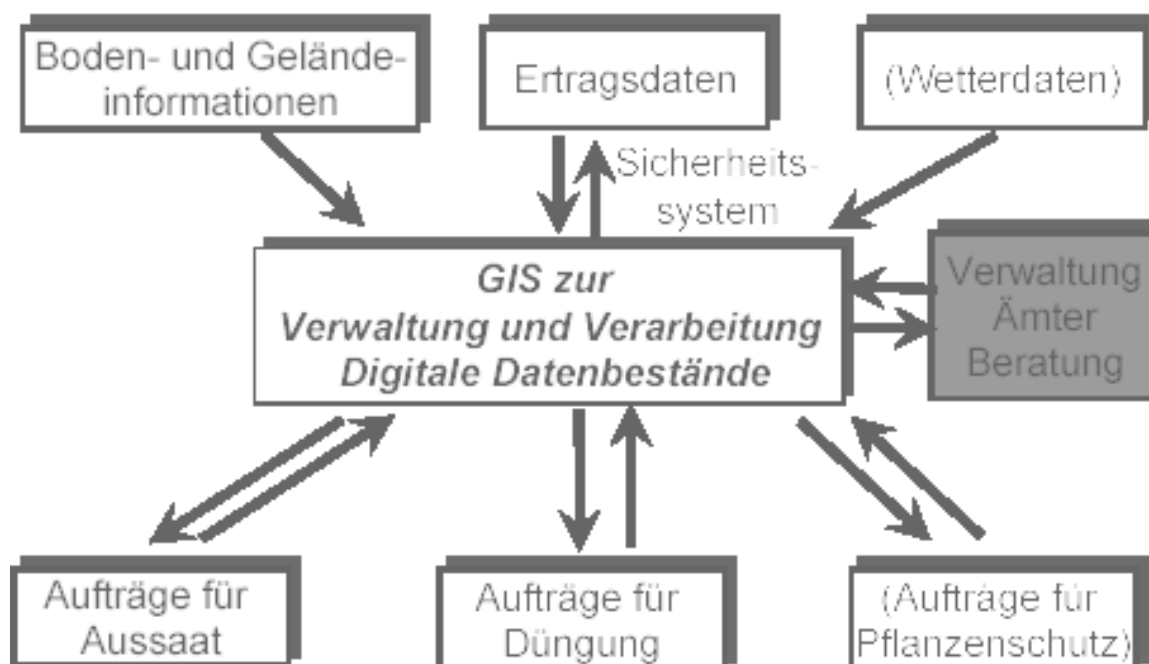 Boden- und Gelände-
informationen
Ertragsdaten
(Wetterdaten)
Sicherheits-
system
GIS zur
Verwaltung und Verarbeitung
Digitale Datenbestände
Verwaltung
Ämter
Beratung
Aufträge für
Aussaat
Aufträge für
Düngung
(Aufträge für
Pflanzenschutz)